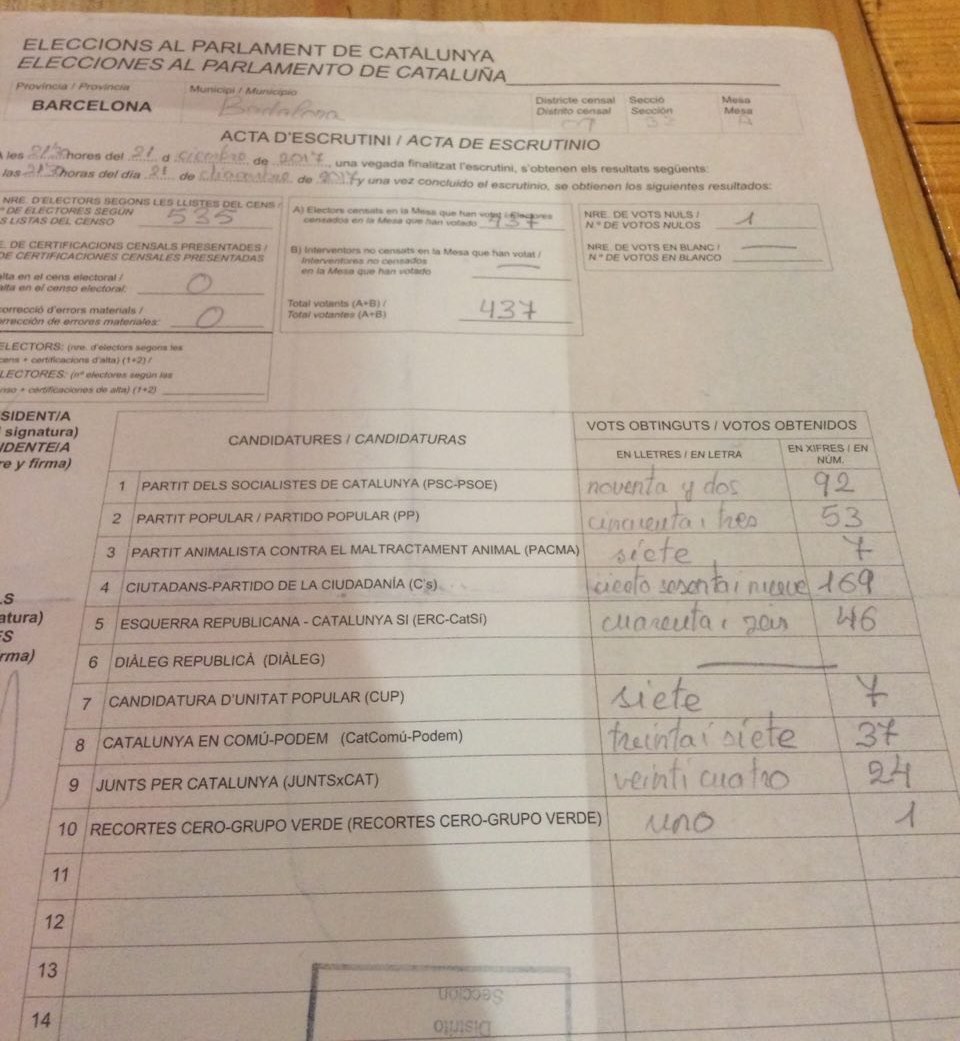 ELECCIONS AL PARLAMENT DE CATALUNYA
ELECCIONES AL PARLAMENTO DE CATALUÑA
Província / Provincia
Municipi / Municipio
Districte censal
Secció
Mesa
BARCELONA
Badalona
Distrito censal
Sección
Mesa
A
ACTA D'ESCRUTINI / ACTA DE ESCRUTINIO
A les 21'30 hores del 21 d de 2017, una vegada finalitzat l'escrutini, s'obtenen els resultats següents:
las 21'30 horas del día 21 de de 2017 y una vez concluido el escrutinio, se obtienen los siguientes resultados:
NRE. D'ELECTORS SEGONS LES LLISTES DEL CENS /
º DE ELECTORES SEGÚN
S LISTAS DEL CENSO
535
E. DE CERTIFICACIONS CENSALS PRESENTADES /
DE CERTIFICACIONES CENSALES PRESENTADAS
alta en el cens electoral /
alta en el censo electoral:
0
correcció d'errors materials /
rrección de errores materiales:
0
ELECTORS: (nre. d'electors segons les
cens + certificacions d'alta) (1+2) /
LECTORES: (nº electores según las
nso + certificaciones de alta) (1+2)
A) Electors censats en la Mesa que han votat / Electores
censados en la Mesa que han votado
437
B) Interventors no censats en la Mesa que han votat /
Interventores no censados
en la Mesa que han votado
Total votants (A+B) /
Total votantes (A+B)
437
NRE. DE VOTS NULS /
N.º DE VOTOS NULOS
1
NRE. DE VOTS EN BLANC /
N.º DE VOTOS EN BLANCO
SIDENT/A
signatura)
IDENTE/A
re y firma)
LS
atura)
ES
rma)
CANDIDATURES / CANDIDATURAS
VOTS OBTINGUTS / VOTOS OBTENIDOS
EN LLETRES / EN LETRA
EN XIFRES / EN NÚM.
1 PARTIT DELS SOCIALISTES DE CATALUNYA (PSC-PSOE) noventa y dos 92
2 PARTIT POPULAR / PARTIDO POPULAR (PP) cincuenta i tres 53
3 PARTIT ANIMALISTA CONTRA EL MALTRACTAMENT ANIMAL (PACMA) siete 7
4 CIUTADANS-PARTIDO DE LA CIUDADANÍA (C's) ciento sesenta i nueve 169
5 ESQUERRA REPUBLICANA - CATALUNYA SI (ERC-CatSí) cuarenta i seis 46
6 DIÀLEG REPUBLICÀ (DIÀLEG)
7 CANDIDATURA D'UNITAT POPULAR (CUP) siete 7
8 CATALUNYA EN COMÚ-PODEM (CatComú-Podem) treinta i siete 37
9 JUNTS PER CATALUNYA (JUNTSxCAT) veinti cuatro 24
10 RECORTES CERO-GRUPO VERDE (RECORTES CERO-GRUPO VERDE) uno 1
11
12
13
14
Sección
Distrito